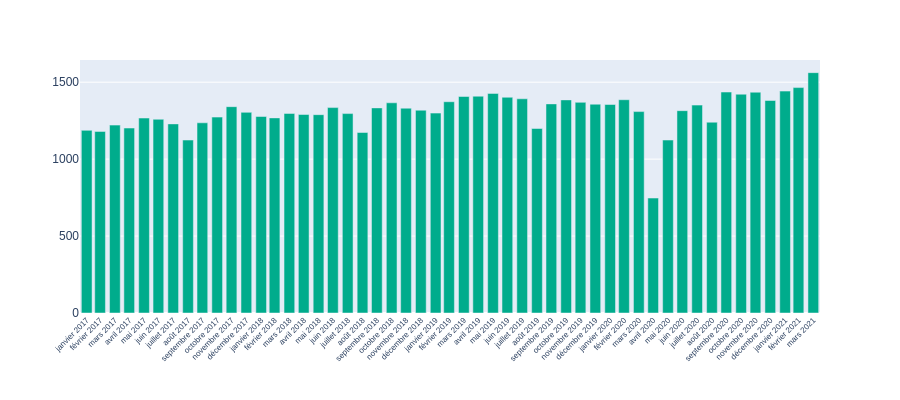 1500
1000
500
0
janvier 2017
février 2017
mars 2017
avril 2017
mai 2017
juin 2017
juillet 2017
août 2017
septembre 2017
octobre 2017
novembre 2017
décembre 2017
janvier 2018
février 2018
mars 2018
avril 2018
mai 2018
juin 2018
juillet 2018
août 2018
septembre 2018
octobre 2018
novembre 2018
décembre 2018
janvier 2019
février 2019
mars 2019
avril 2019
mai 2019
juin 2019
juillet 2019
août 2019
septembre 2019
octobre 2019
novembre 2019
décembre 2019
janvier 2020
février 2020
mars 2020
avril 2020
mai 2020
juin 2020
juillet 2020
août 2020
septembre 2020
octobre 2020
novembre 2020
décembre 2020
janvier 2021
février 2021
mars 2021